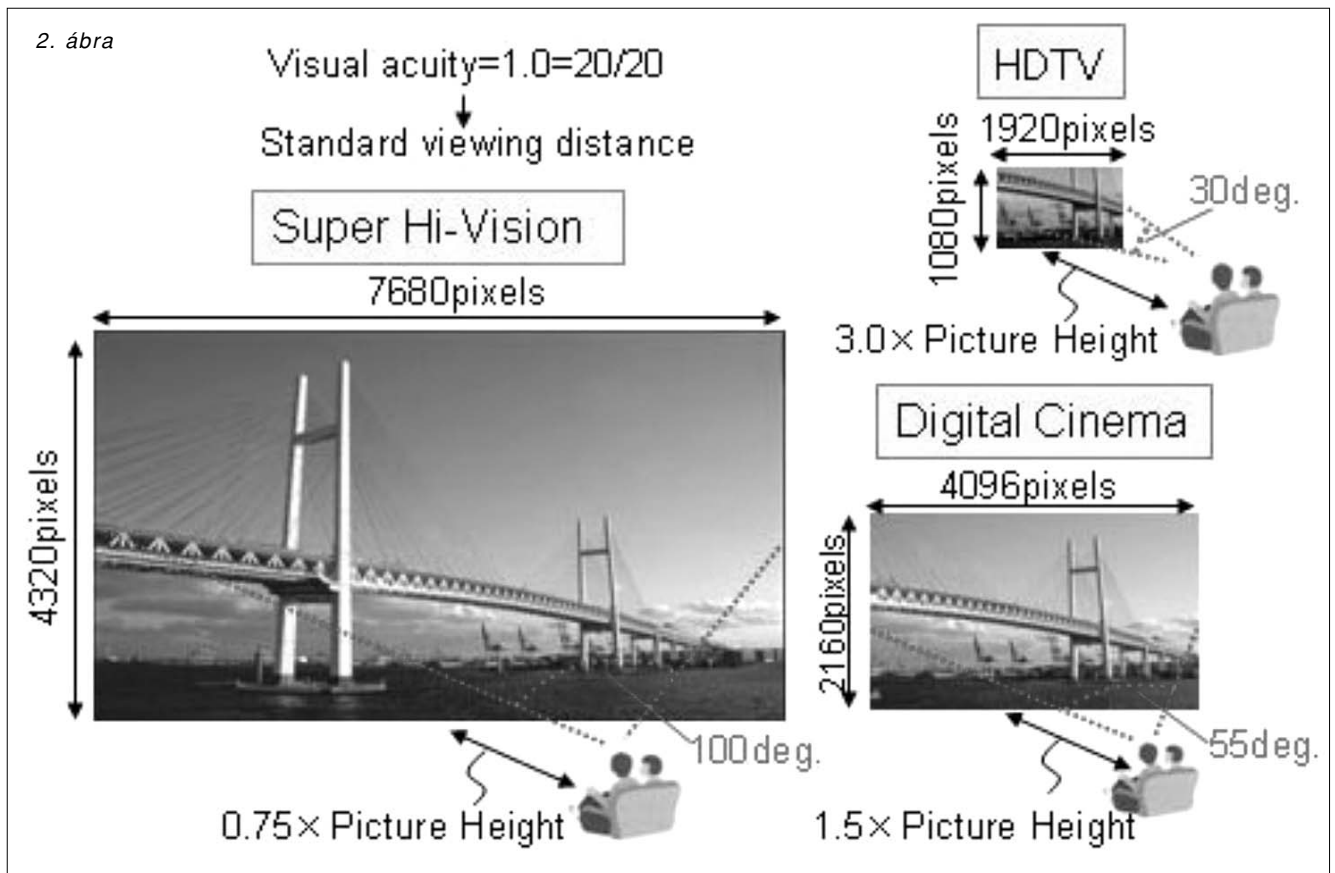 2. ábra
Visual acuity=1.0=20/20
Standard viewing distance
Super Hi-Vision
7680pixels
4320pixels
100deg.
0.75× Picture Height
HDTV
1920pixels
1080pixels
30deg.
3.0× Picture Height
Digital Cinema
4096pixels
2160pixels
55deg.
1.5× Picture Height